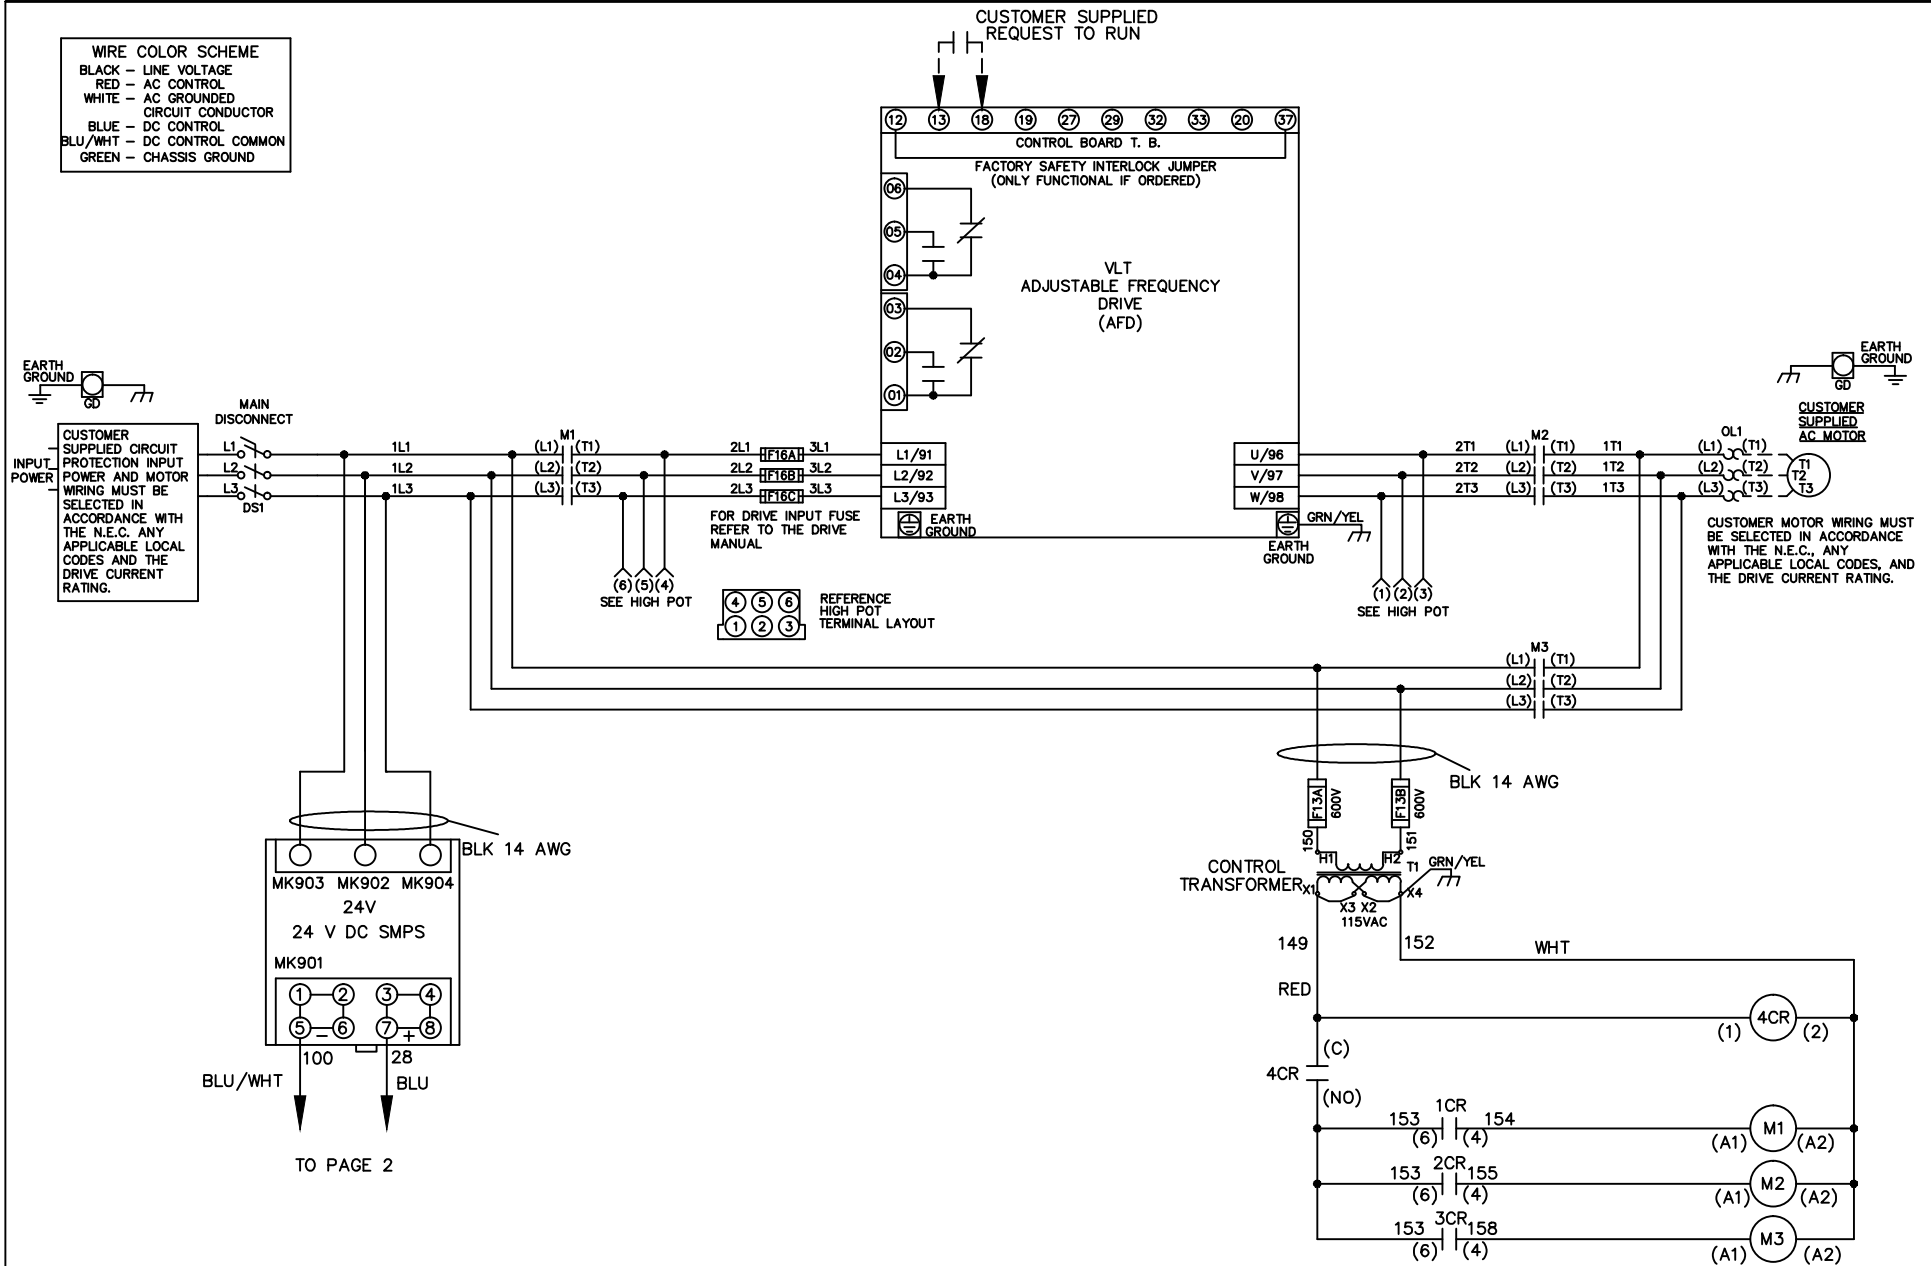 CUSTOMER SUPPLIED
REQUEST TO RUN
WIRE COLOR SCHEME
BLACK – LINE VOLTAGE
RED – AC CONTROL
WHITE – AC GROUNDED
CIRCUIT CONDUCTOR
BLUE – DC CONTROL
BLU/WHT – DC CONTROL COMMON
GREEN – CHASSIS GROUND
12 13 18 19 27 29 32 33 20 37
CONTROL BOARD T. B.
FACTORY SAFETY INTERLOCK JUMPER
(ONLY FUNCTIONAL IF ORDERED)
06
05
04
03
02
01
VLT
ADJUSTABLE FREQUENCY
DRIVE
(AFD)
EARTH
GROUND
GD
MAIN
DISCONNECT
INPUT
POWER
CUSTOMER
SUPPLIED CIRCUIT
PROTECTION INPUT
POWER AND MOTOR
WIRING MUST BE
SELECTED IN
ACCORDANCE WITH
THE N.E.C. ANY
APPLICABLE LOCAL
CODES AND THE
DRIVE CURRENT
RATING.
L1
L2
L3
DS1
1L1
1L2
1L3
M1
(L1) (T1)
(L2) (T2)
(L3) (T3)
2L1 F16A 3L1
2L2 F16B 3L2
2L3 F16C 3L3
FOR DRIVE INPUT FUSE
REFER TO THE DRIVE
MANUAL
L1/91
L2/92
L3/93
EARTH
GROUND
U/96
V/97
W/98
GRN/YEL
EARTH
GROUND
2T1
2T2
2T3
M2
(L1) (T1)
(L2) (T2)
(L3) (T3)
1T1
1T2
1T3
OL1
(L1) (T1)
(L2) (T2)
(L3) (T3)
T1
T2
T3
EARTH
GROUND
GD
CUSTOMER
SUPPLIED
AC MOTOR
CUSTOMER MOTOR WIRING MUST
BE SELECTED IN ACCORDANCE
WITH THE N.E.C., ANY
APPLICABLE LOCAL CODES, AND
THE DRIVE CURRENT RATING.
(6) (5) (4)
SEE HIGH POT
4 5 6
1 2 3
REFERENCE
HIGH POT
TERMINAL LAYOUT
(1) (2) (3)
SEE HIGH POT
M3
(L1) (T1)
(L2) (T2)
(L3) (T3)
BLK 14 AWG
F13A
600V
F13B
600V
150
151
H1 H2
T1
GRN/YEL
CONTROL
TRANSFORMER
X1
X3 X2
X4
115VAC
149
152
WHT
RED
BLK 14 AWG
MK903 MK902 MK904
24V
24 V DC SMPS
MK901
1 2 3 4
5 – 6 7 + 8
100
28
BLU/WHT
BLU
TO PAGE 2
(1) 4CR (2)
(C)
4CR
(NO)
1CR
153 154
(6) (4)
(A1) M1 (A2)
2CR
153 155
(6) (4)
(A1) M2 (A2)
3CR
153 158
(6) (4)
(A1) M3 (A2)